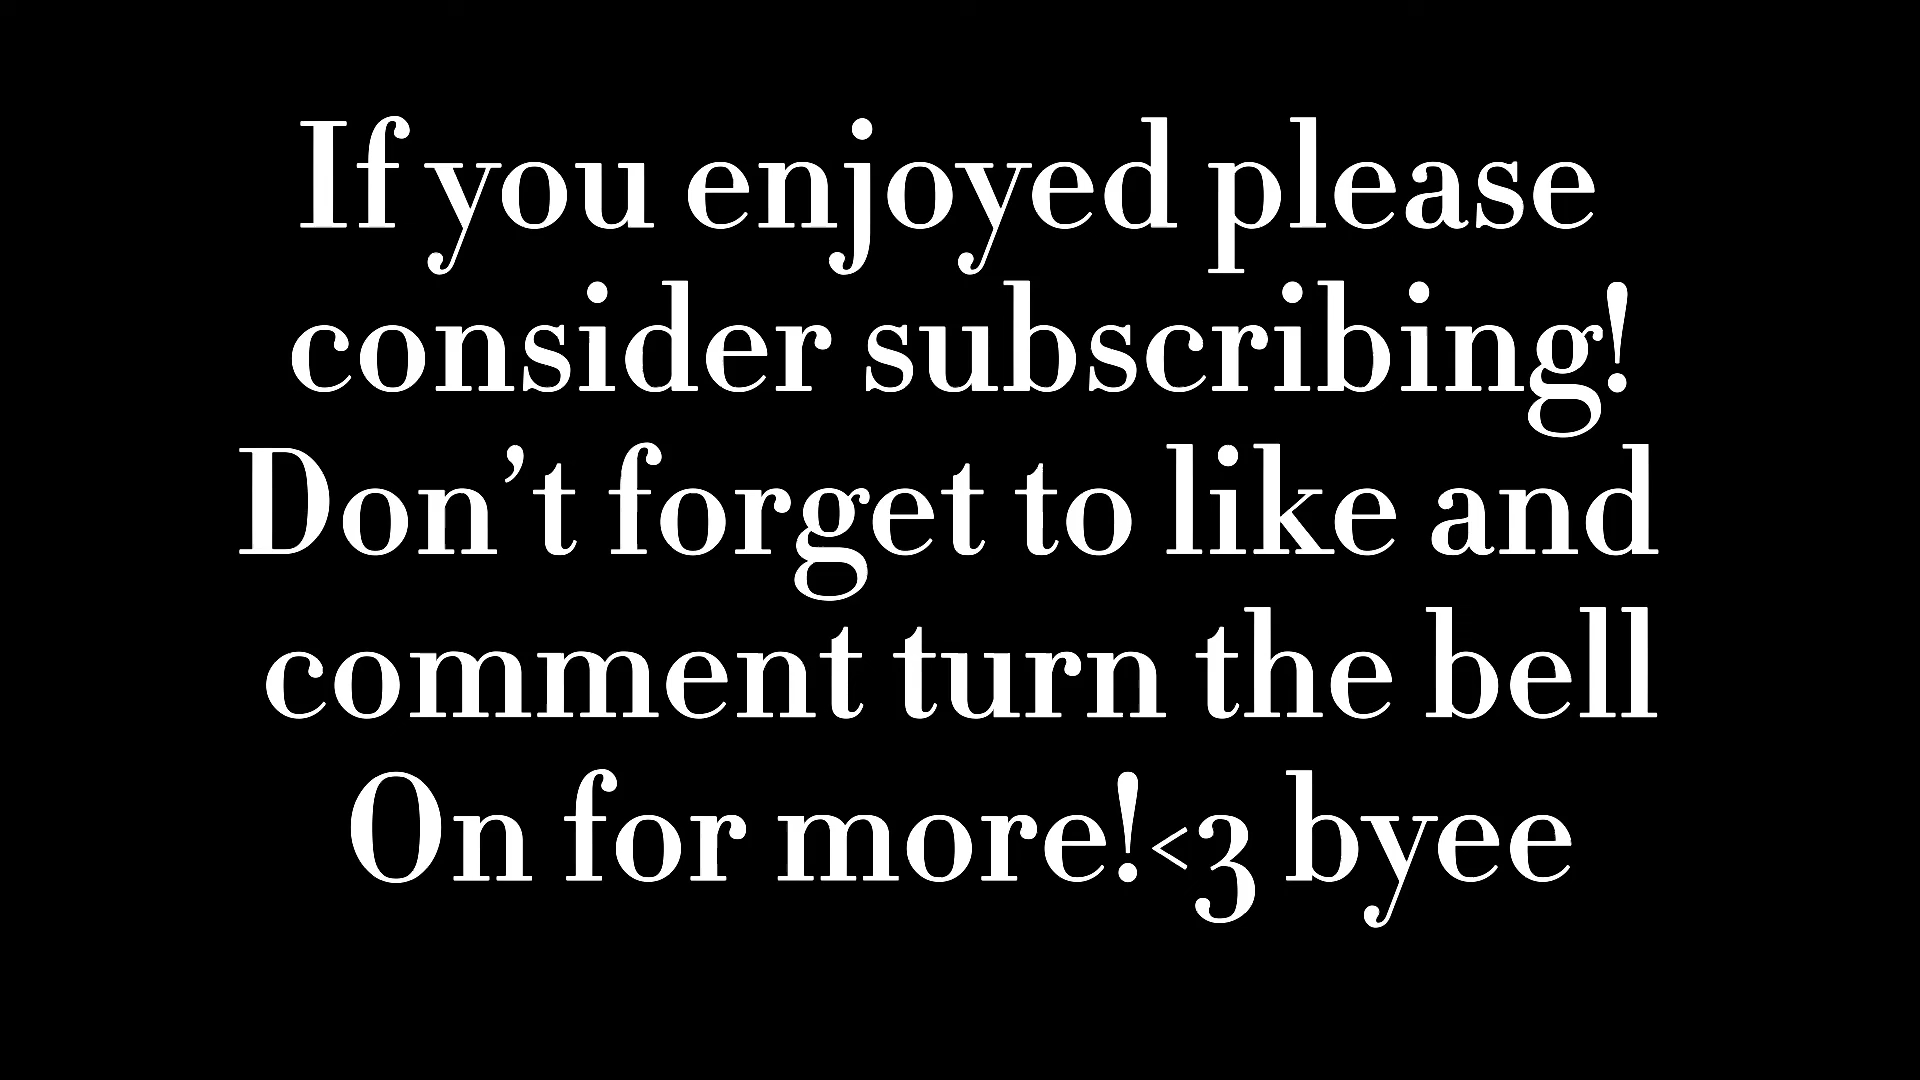 If you enjoyed please
consider subscribing!
Don’t forget to like and
comment turn the bell
On for more!<3 byee